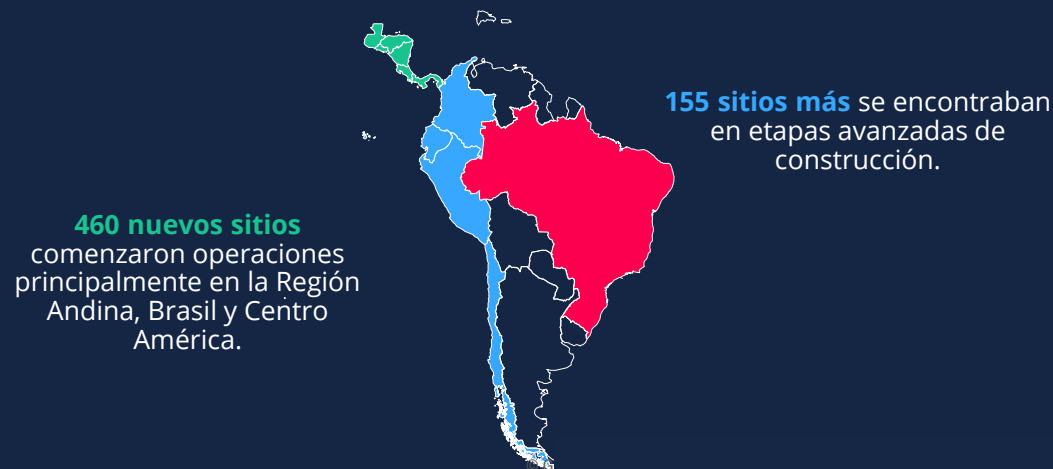 155 sitios más se encontraban
en etapas avanzadas de
construcción.
460 nuevos sitios
comenzaron operaciones
principalmente en la Región
Andina, Brasil y Centro
América.